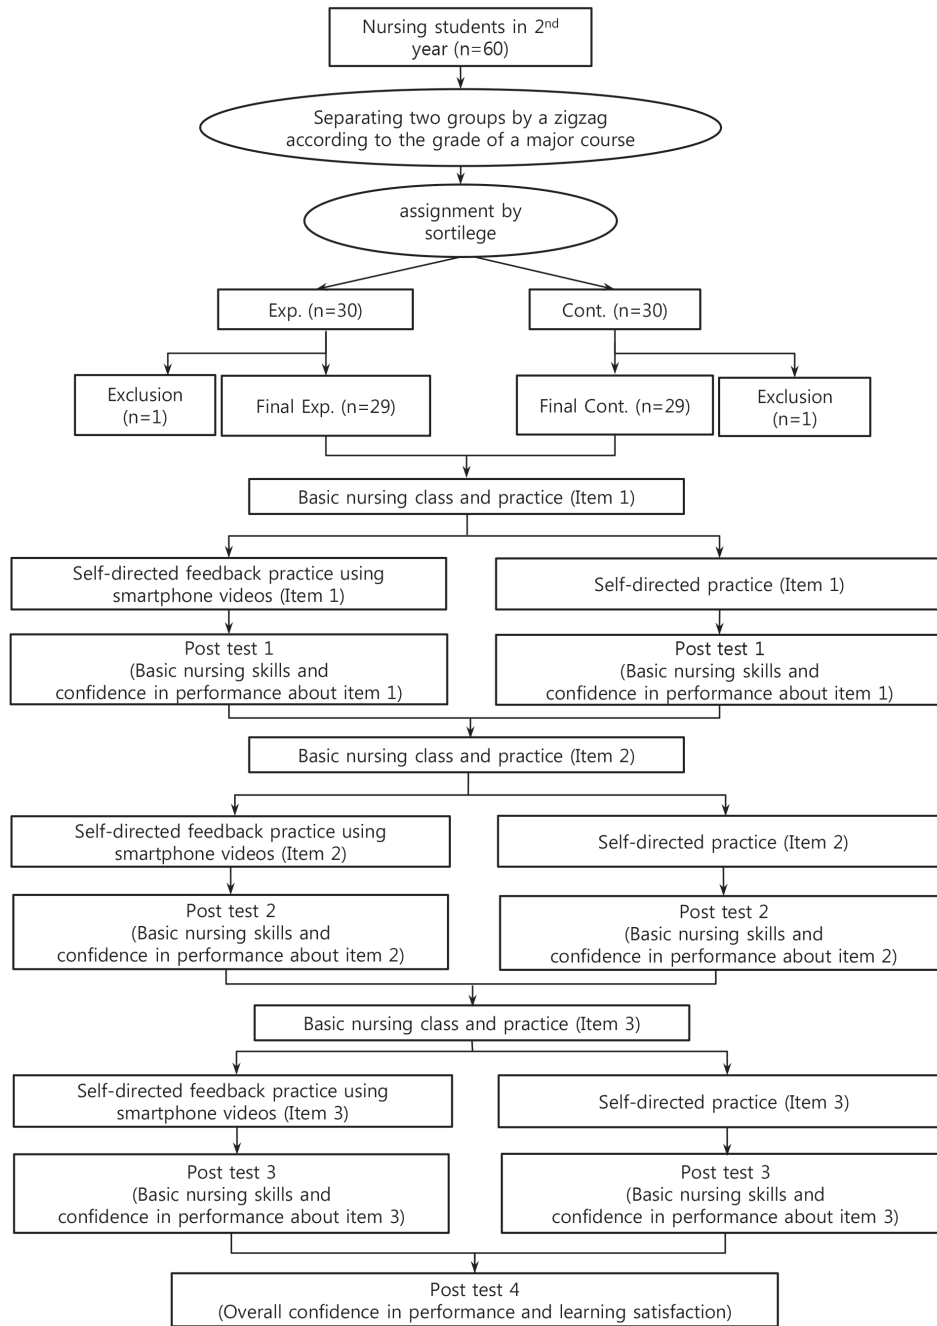 Nursing students in 2nd
year (n=60)
Separating two groups by a zigzag
according to the grade of a major course
assignment by
sortilege
Exp. (n=30)
Cont. (n=30)
Exclusion
(n=1)
Final Exp. (n=29)
Final Cont. (n=29)
Exclusion
(n=1)
Basic nursing class and practice (Item 1)
Self-directed feedback practice using
smartphone videos (Item 1)
Self-directed practice (Item 1)
Post test 1
(Basic nursing skills and
confidence in performance about item 1)
Post test 1
(Basic nursing skills and
confidence in performance about item 1)
Basic nursing class and practice (Item 2)
Self-directed feedback practice using
smartphone videos (Item 2)
Self-directed practice (Item 2)
Post test 2
(Basic nursing skills and
confidence in performance about item 2)
Post test 2
(Basic nursing skills and
confidence in performance about item 2)
Basic nursing class and practice (Item 3)
Self-directed feedback practice using
smartphone videos (Item 3)
Self-directed practice (Item 3)
Post test 3
(Basic nursing skills and
confidence in performance about item 3)
Post test 3
(Basic nursing skills and
confidence in performance about item 3)
Post test 4
(Overall confidence in performance and learning satisfaction)